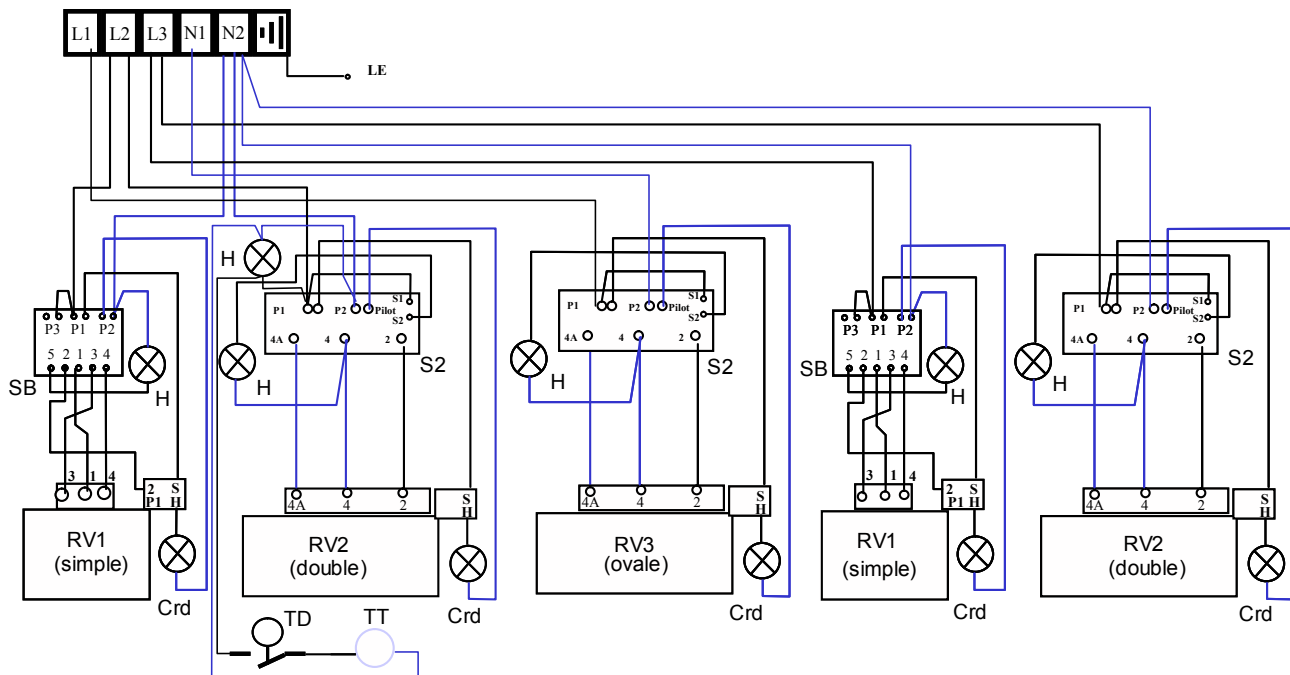 L1 L2 L3 N1 N2
LE
H
P3 P1 P2
5 2 1 3 4
SB
H
3 1 4
2 S
P1 H
RV1
(simple)
Crd
P1 P2 Pilot S1
S2
4A 4 2
S2
H
4A 4 2
S
H
RV2
(double)
Crd
TD TT
P1 P2 Pilot S1
S2
4A 4 2
S2
H
4A 4 2
S
H
RV3
(ovale)
Crd
P3 P1 P2
5 2 1 3 4
SB
H
3 1 4
2 S
P1 H
RV1
(simple)
Crd
P1 P2 Pilot S1
S2
4A 4 2
S2
H
4A 4 2
S
H
RV2
(double)
Crd